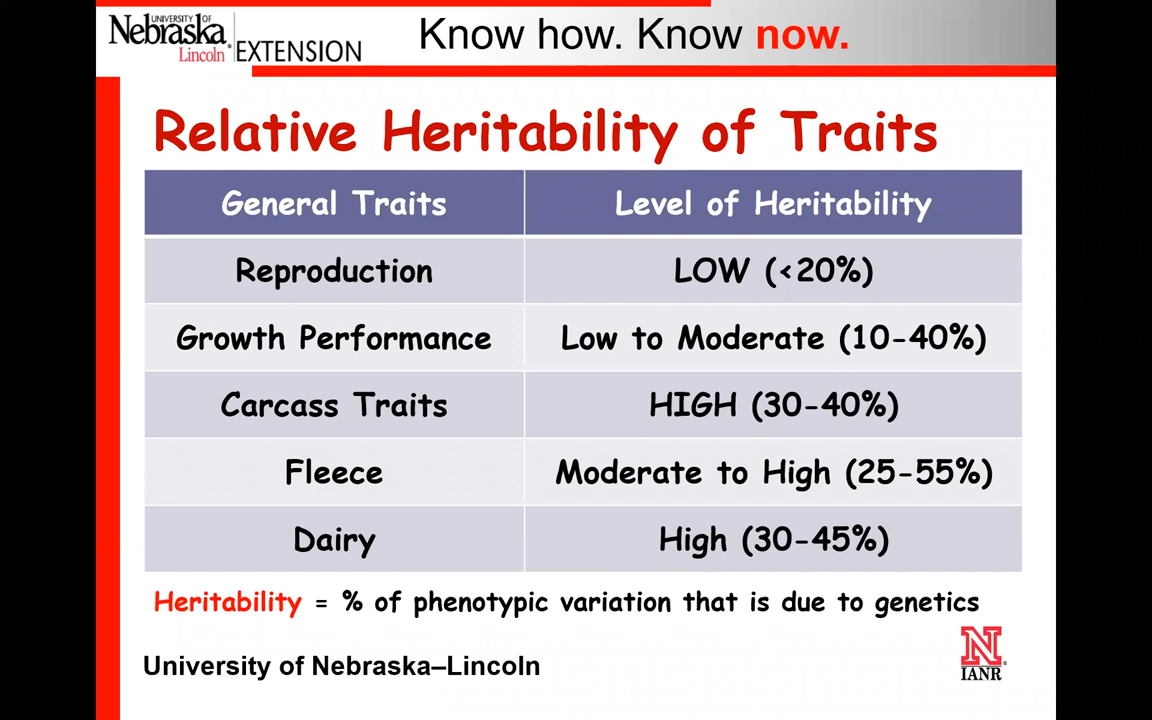 UNIVERSITY OF
Nebraska
Lincoln
EXTENSION
Know how. Know now.
Relative Heritability of Traits
General Traits Level of Heritability
Reproduction LOW (<20%)
Growth Performance Low to Moderate (10-40%)
Carcass Traits HIGH (30-40%)
Fleece Moderate to High (25-55%)
Dairy High (30-45%)
Heritability = % of phenotypic variation that is due to genetics
University of Nebraska–Lincoln
N
IANR